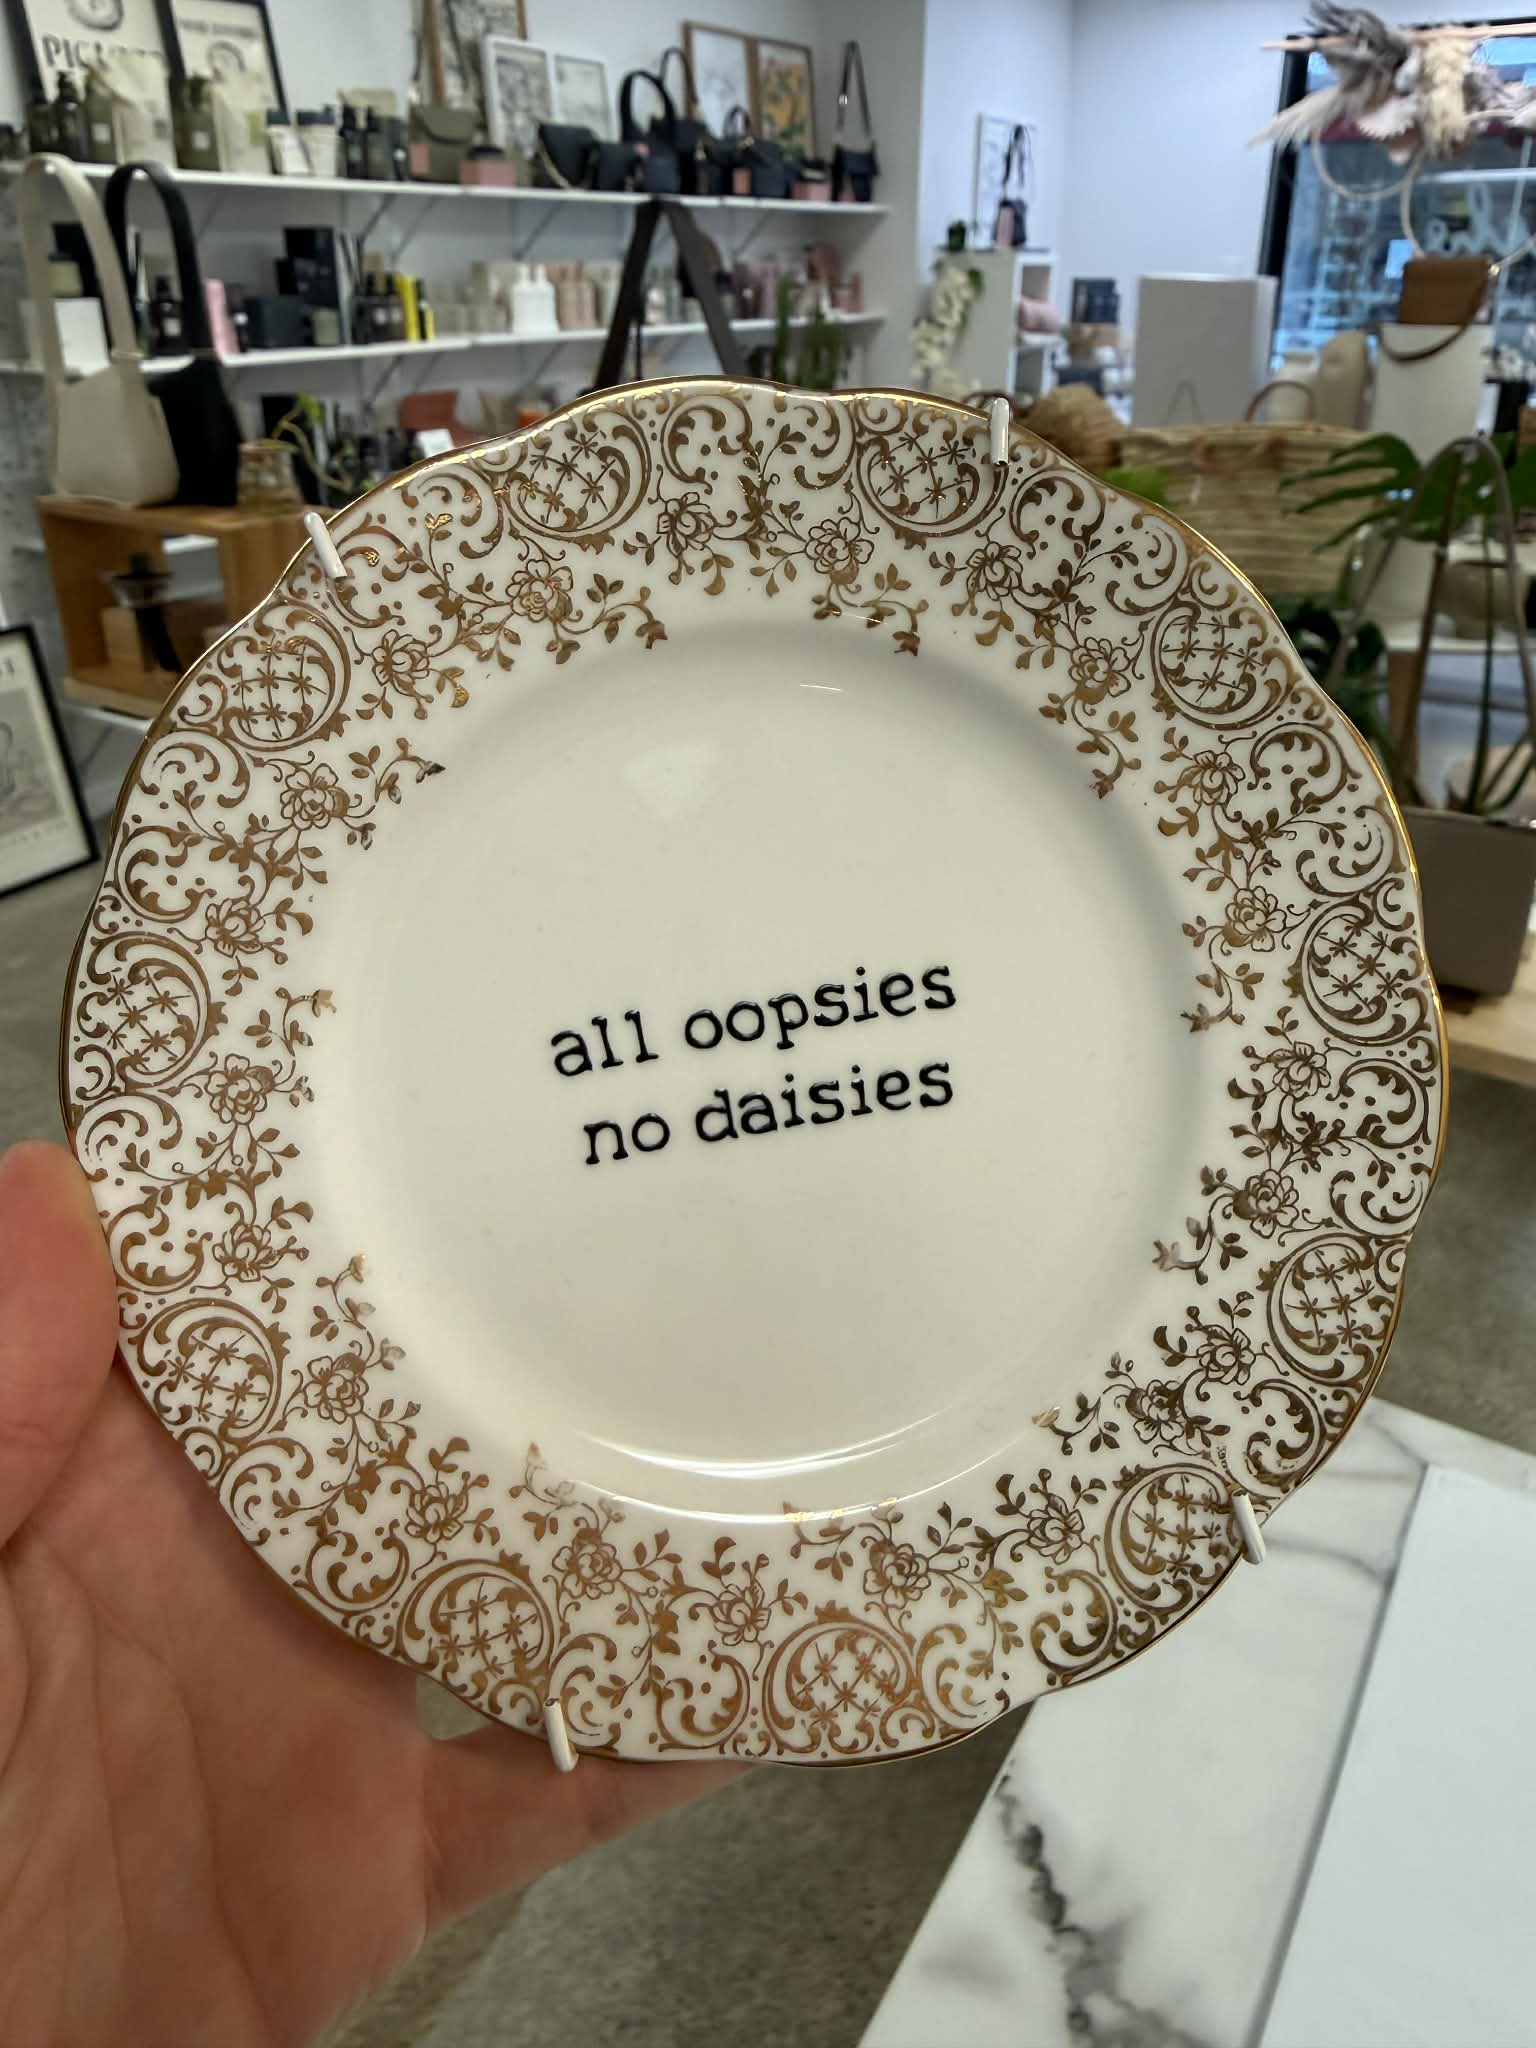 all oopsies
no daisies